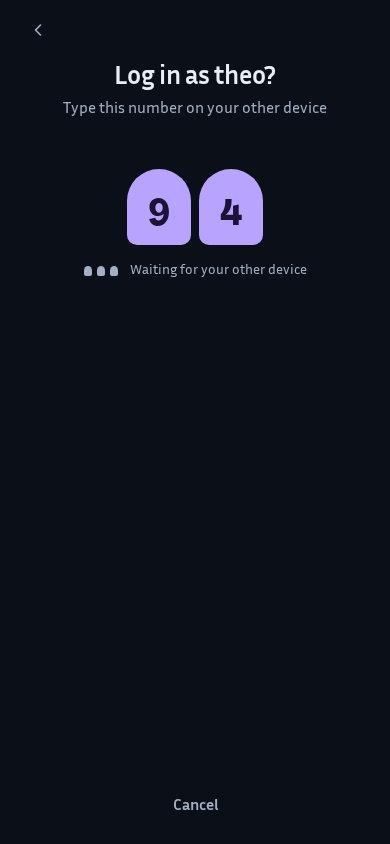 Log in as theo?
Type this number on your other device
9 4
Waiting for your other device
Cancel